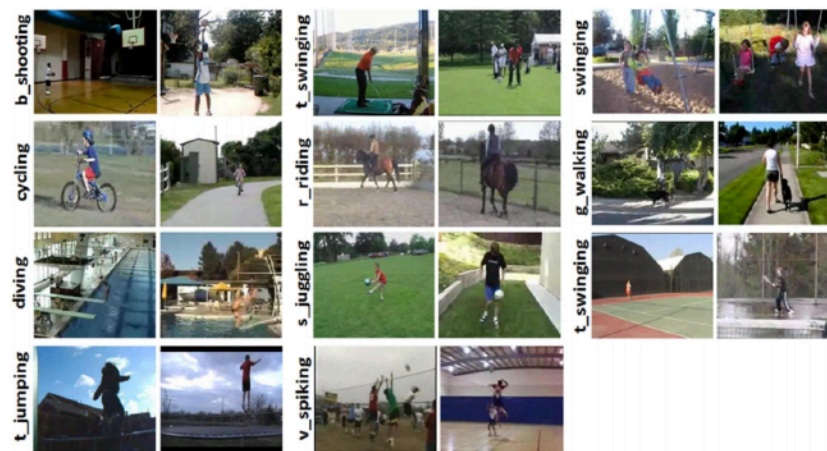 b_shooting
t_swinging
swinging
cycling
r_riding
g_walking
diving
s_juggling
t_swinging
t_jumping
v_spiking